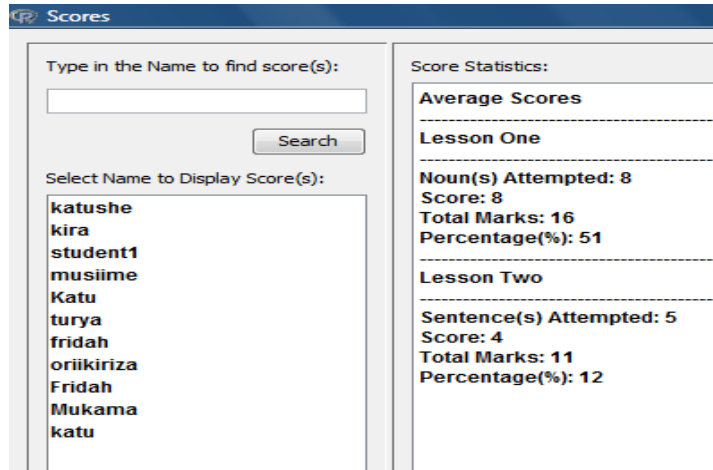 Scores
Type in the Name to find score(s):
Search
Select Name to Display Score(s):
katushe
kira
student1
musiime
Katu
turya
fridah
oriikiriza
Fridah
Mukama
katu
Score Statistics:
Average Scores
Lesson One
Noun(s) Attempted: 8
Score: 8
Total Marks: 16
Percentage(%): 51
Lesson Two
Sentence(s) Attempted: 5
Score: 4
Total Marks: 11
Percentage(%): 12